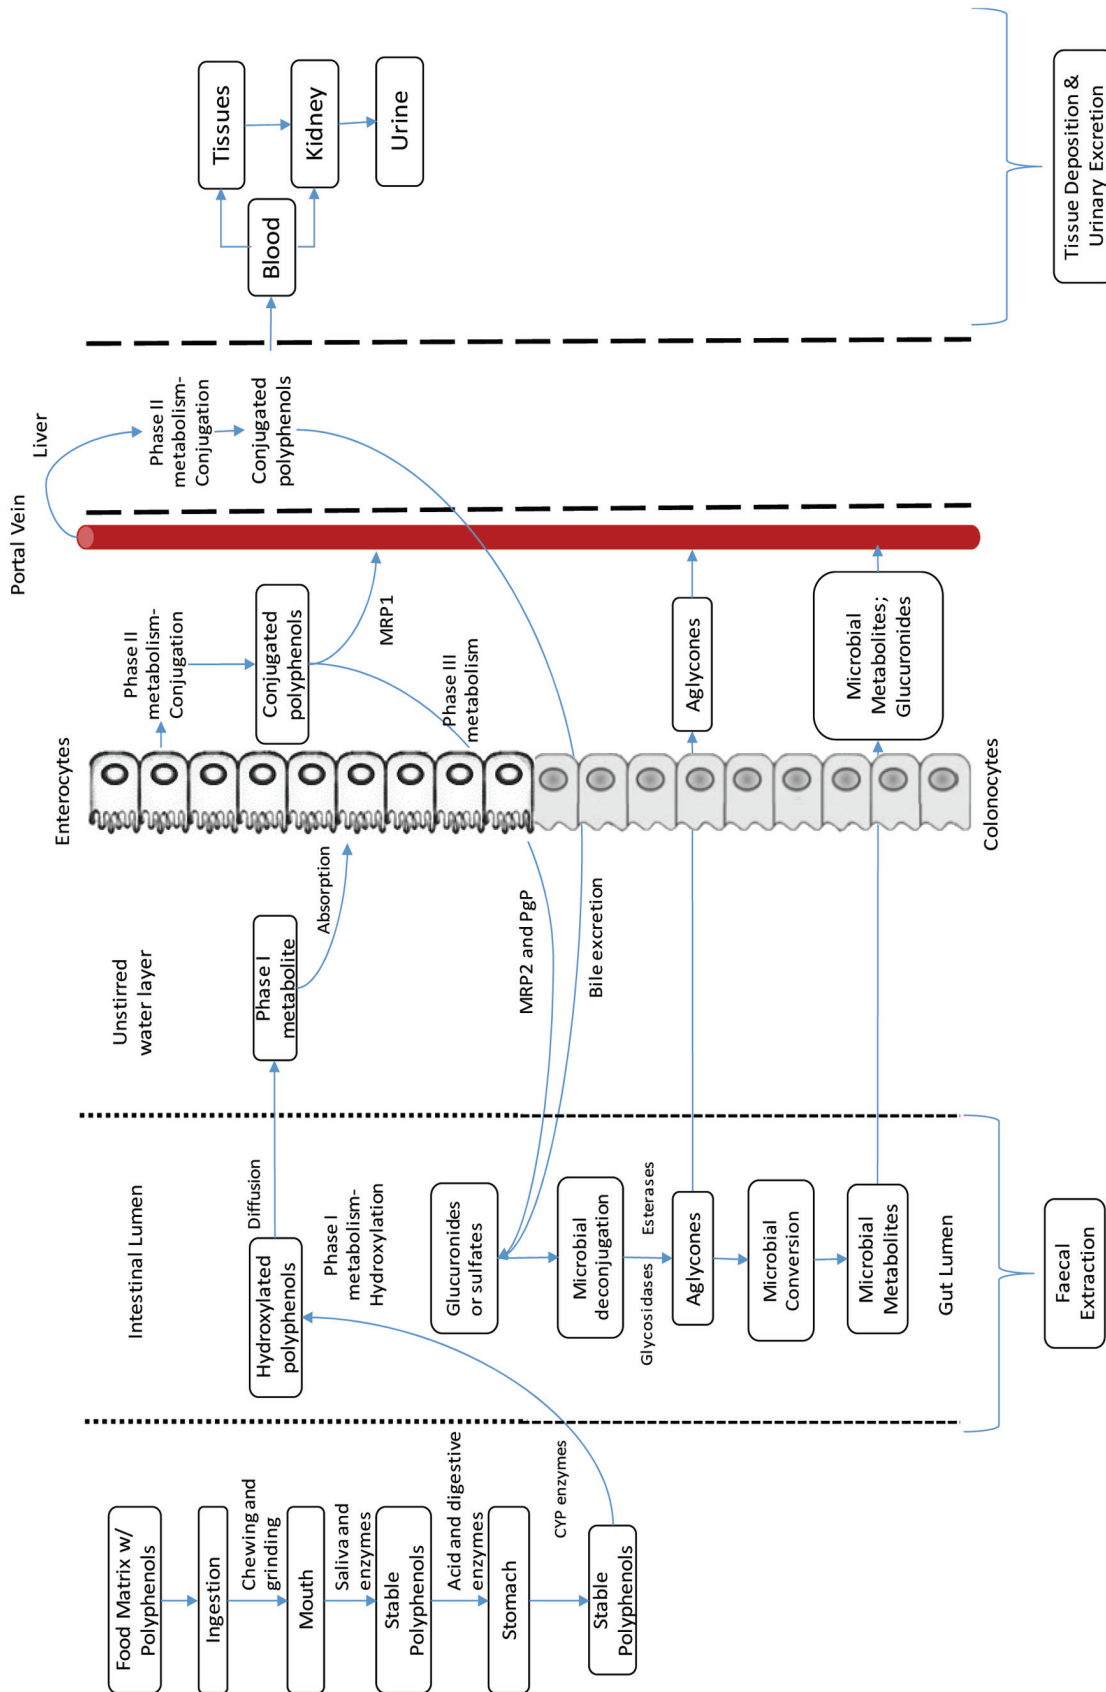 Food Matrix w/
Polyphenols
Ingestion
Chewing and
grinding
Mouth
Saliva and
enzymes
Stable
Polyphenols
Acid and digestive
enzymes
Stomach
CYP enzymes
Stable
Polyphenols
Intestinal Lumen
Hydroxylated
polyphenols
Diffusion
Phase I
metabolism-
Hydroxylation
Glucuronides
or sulfates
Microbial
deconjugation
Glycosidases
Esterases
Aglycones
Microbial
Conversion
Microbial
Metabolites
Gut Lumen
Faecal
Extraction
Unstirred
water layer
Phase I
metabolite
Absorption
MRP2 and PgP
Bile excretion
Enterocytes
Colonocytes
Phase II
metabolism-
Conjugation
Conjugated
polyphenols
MRP1
Phase III
metabolism
Aglycones
Microbial
Metabolites;
Glucuronides
Portal Vein
Liver
Phase II
metabolism-
Conjugation
Conjugated
polyphenols
Blood
Tissues
Kidney
Urine
Tissue Deposition &
Urinary Excretion